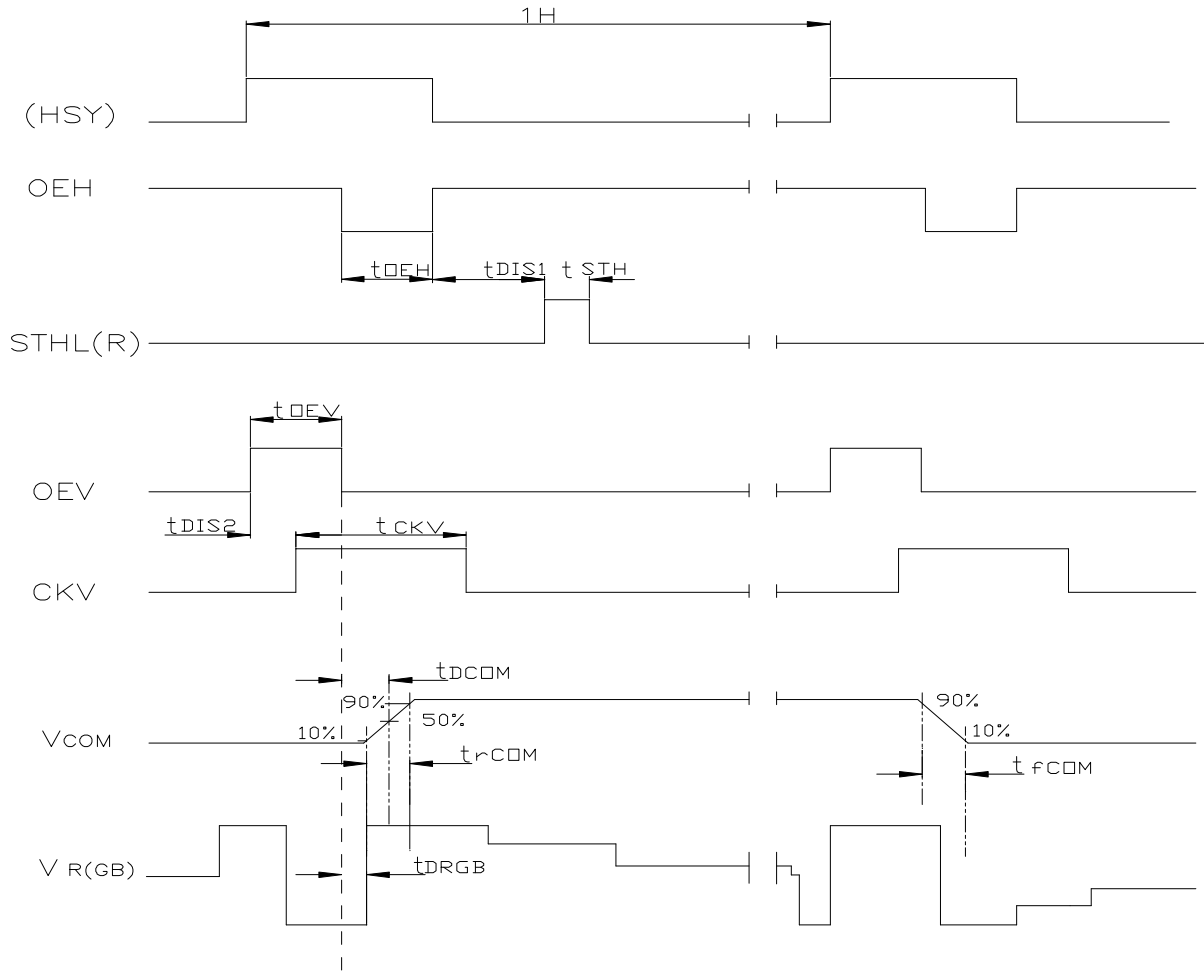 1H
(HSY)
OEH
tOEH tDIS1 t STH
STHL(R)
tOEV
OEV
tDIS2 tCKV
CKV
tDCOM
90% 50% 90%
VCOM 10% 10%
trCOM t fCOM
V R(GB) tDRGB